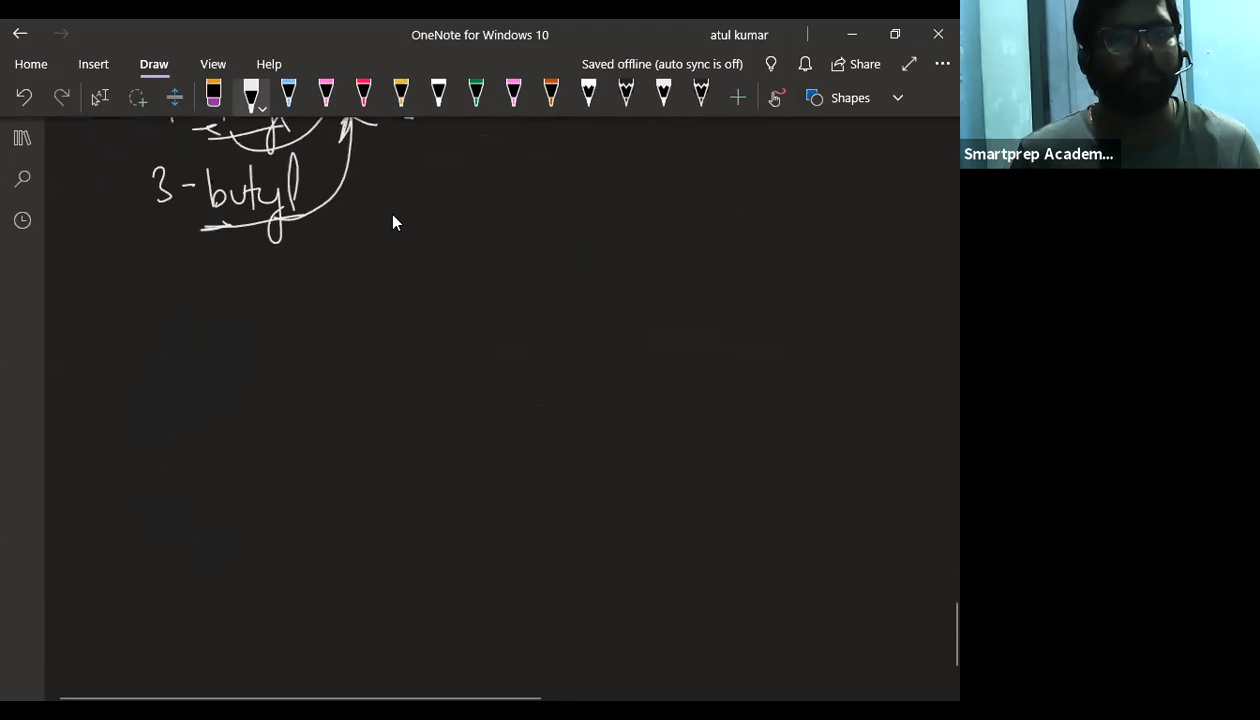 OneNote for Windows 10
atul kumar
Home Insert Draw View Help
Saved offline (auto sync is off)
Share
Shapes
3-butyl
Smartprep Academ...